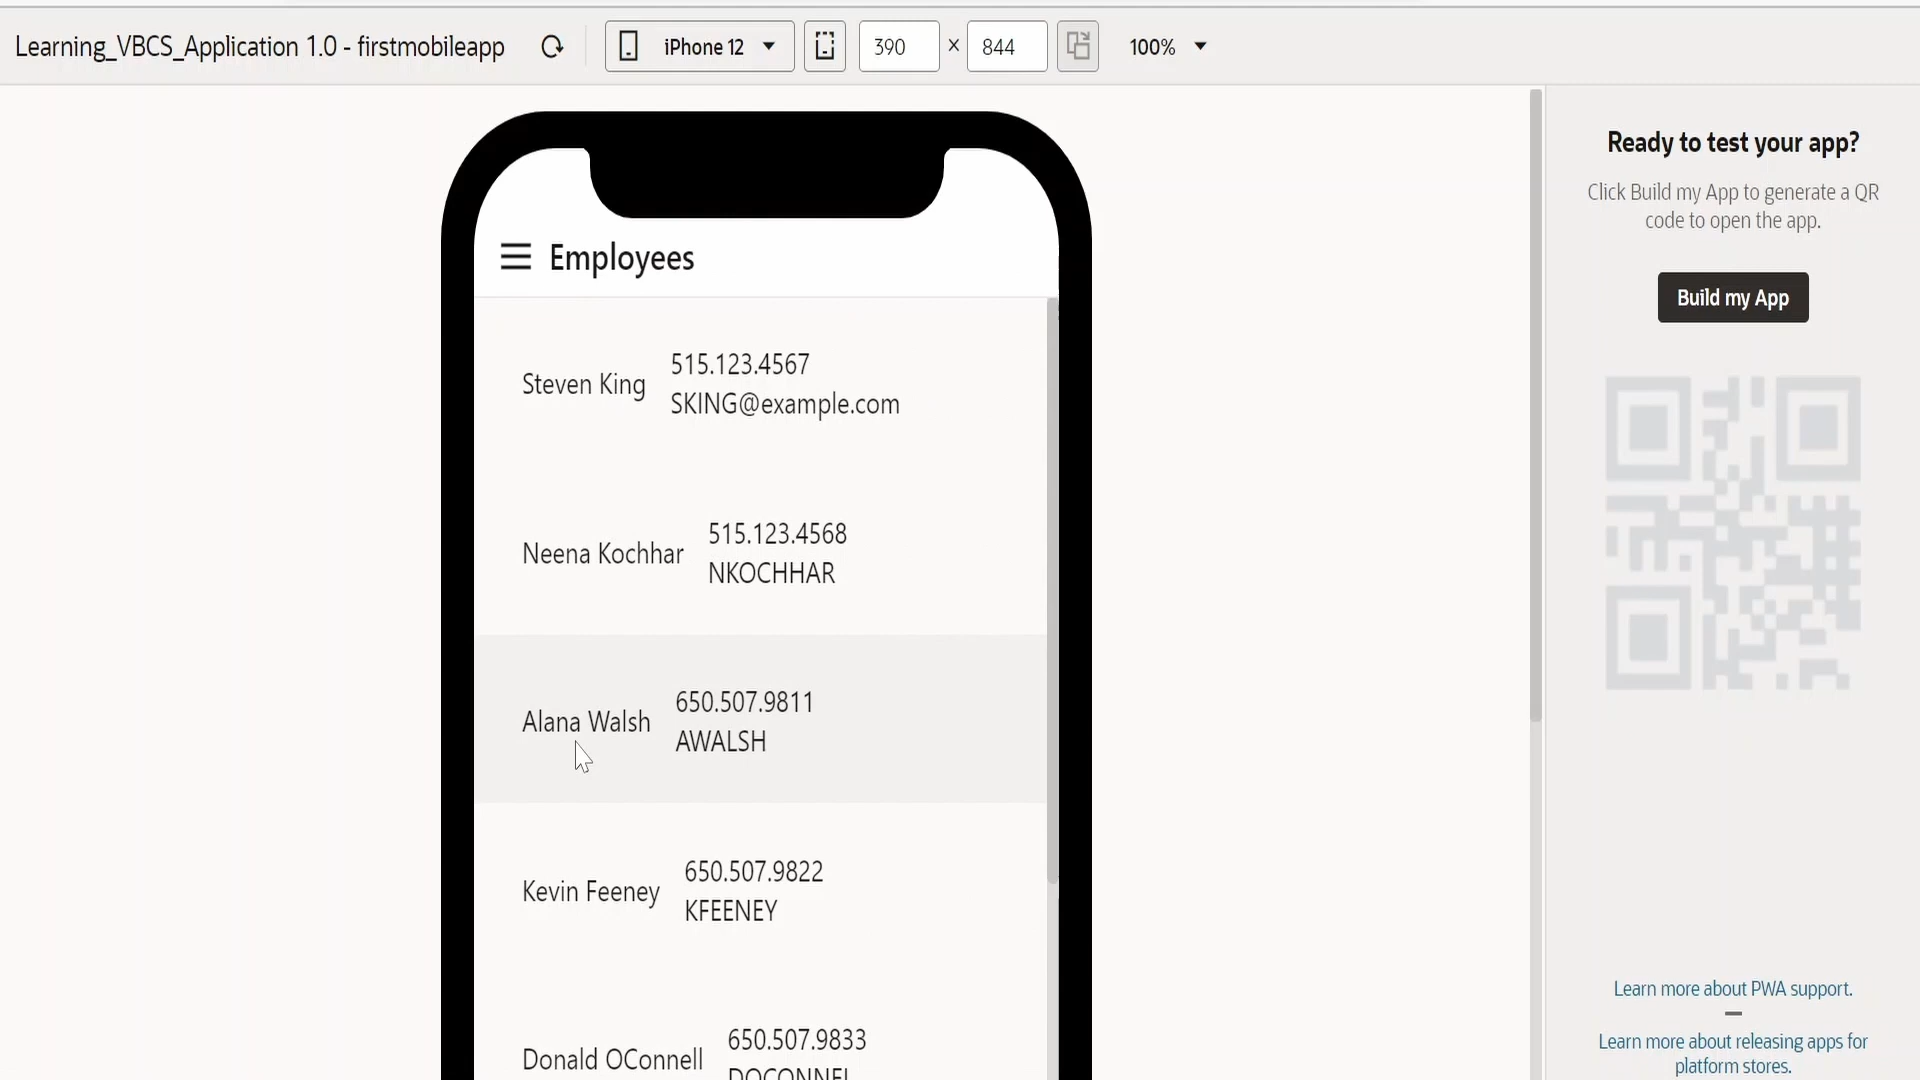 Learning_VBCS_Application 1.0 - firstmobileapp
iPhone 12
390 × 844
100%
Employees
Steven King
515.123.4567
SKING@example.com
Neena Kochhar
515.123.4568
NKOCHHAR
Alana Walsh
650.507.9811
AWALSH
Kevin Feeney
650.507.9822
KFEENEY
Donald OConnell
650.507.9833
DOCONNEL
Ready to test your app?
Click Build my App to generate a QR
code to open the app.
Build my App
Learn more about PWA support.
Learn more about releasing apps for
platform stores.